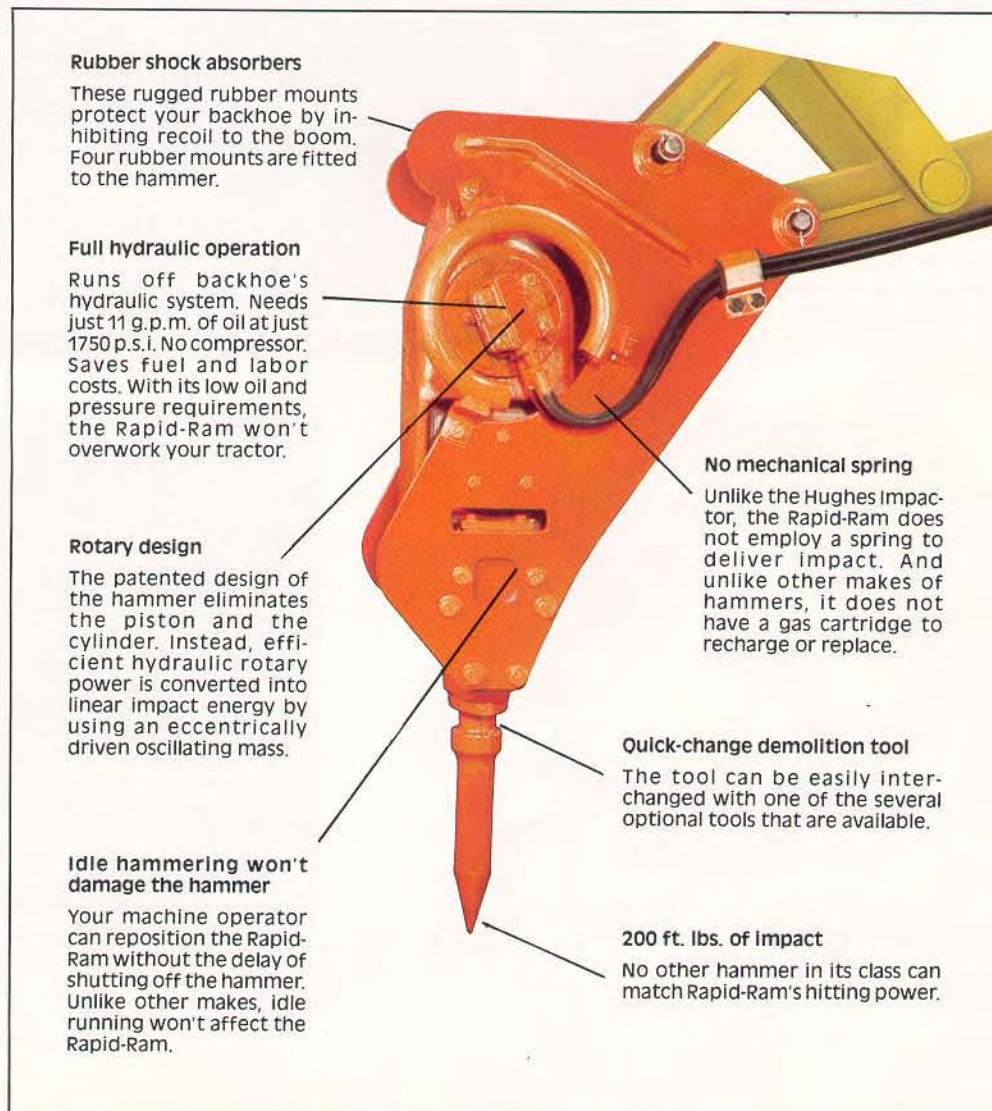 Rubber shock absorbers
These rugged rubber mounts
protect your backhoe by in-
hibiting recoil to the boom.
Four rubber mounts are fitted
to the hammer.
Full hydraulic operation
Runs off backhoe's
hydraulic system. Needs
just 11 g.p.m. of oil at just
1750 p.s.i. No compressor.
Saves fuel and labor
costs. With its low oil and
pressure requirements,
the Rapid-Ram won't
overwork your tractor.
Rotary design
The patented design of
the hammer eliminates
the piston and the
cylinder. Instead, effi-
cient hydraulic rotary
power is converted into
linear impact energy by
using an eccentrically
driven oscillating mass.
Idle hammering won't
damage the hammer
Your machine operator
can reposition the Rapid-
Ram without the delay of
shutting off the hammer.
Unlike other makes, idle
running won't affect the
Rapid-Ram.
No mechanical spring
Unlike the Hughes Impac-
tor, the Rapid-Ram does
not employ a spring to
deliver impact. And
unlike other makes of
hammers, it does not
have a gas cartridge to
recharge or replace.
Quick-change demolition tool
The tool can be easily inter-
changed with one of the several
optional tools that are available.
200 ft. lbs. of impact
No other hammer in its class can
match Rapid-Ram's hitting power.